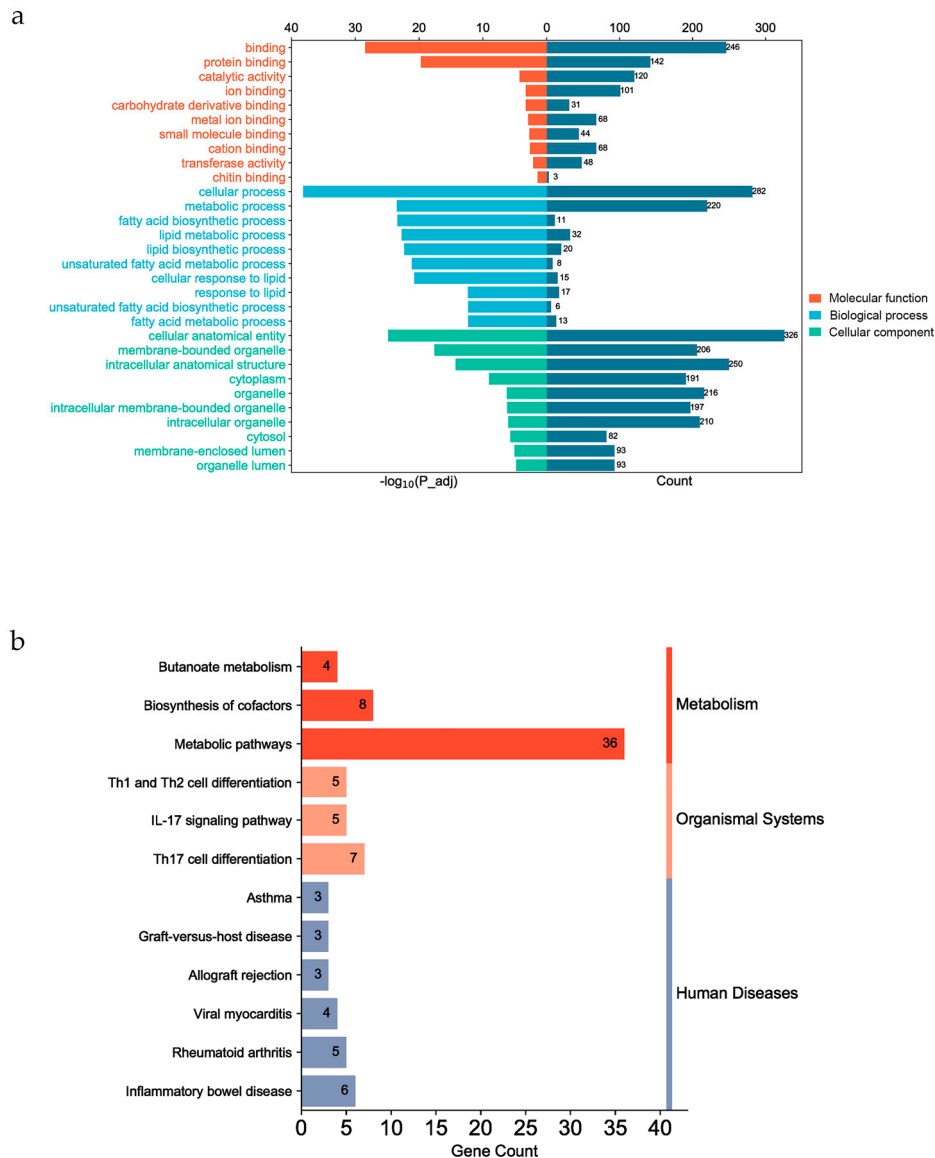 a
40 30 20 10 0 100 200 300
binding 246
protein binding 142
catalytic activity 120
ion binding 101
carbohydrate derivative binding 31
metal ion binding 68
small molecule binding 44
cation binding 68
transferase activity 48
chitin binding 3
cellular process 282
metabolic process 220
fatty acid biosynthetic process 11
lipid metabolic process 32
lipid biosynthetic process 20
unsaturated fatty acid metabolic process 8
cellular response to lipid 15
response to lipid 17
unsaturated fatty acid biosynthetic process 6
fatty acid metabolic process 13
cellular anatomical entity 326
membrane-bounded organelle 206
intracellular anatomical structure 250
cytoplasm 191
organelle 216
intracellular membrane-bounded organelle 197
intracellular organelle 210
cytosol 82
membrane-enclosed lumen 93
organelle lumen 93
-log₁₀(P_adj) Count
Molecular function
Biological process
Cellular component
b
Butanoate metabolism 4
Biosynthesis of cofactors 8
Metabolic pathways 36
Th1 and Th2 cell differentiation 5
IL-17 signaling pathway 5
Th17 cell differentiation 7
Asthma 3
Graft-versus-host disease 3
Allograft rejection 3
Viral myocarditis 4
Rheumatoid arthritis 5
Inflammatory bowel disease 6
Metabolism
Organismal Systems
Human Diseases
0 5 10 15 20 25 30 35 40
Gene Count